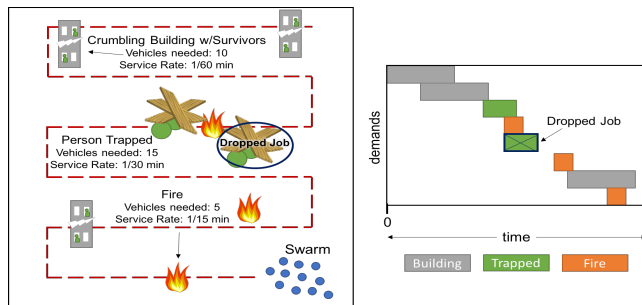 Crumbling Building w/Survivors
Vehicles needed: 10
Service Rate: 1/60 min
Person Trapped
Vehicles needed: 15
Service Rate: 1/30 min
Dropped Job
Fire
Vehicles needed: 5
Service Rate: 1/15 min
Swarm
demands
Dropped Job
0
time
Building
Trapped
Fire